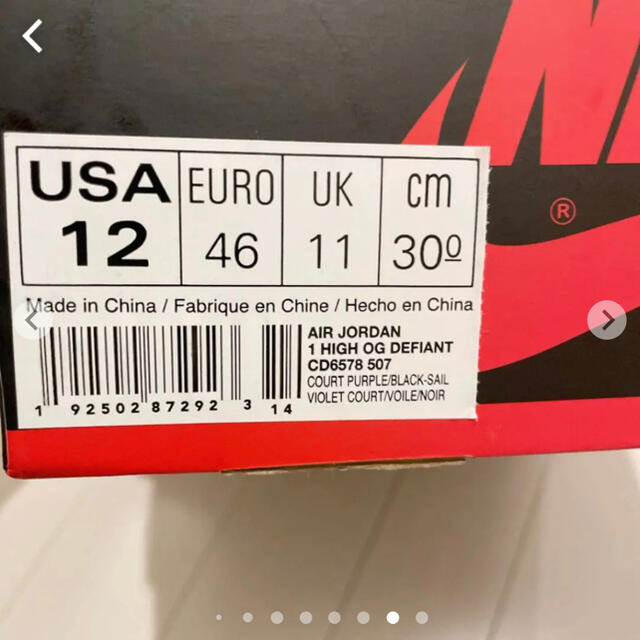 USA EURO UK cm
12 46 11 30º
Made in China / Fabrique en Chine / Hecho en China
AIR JORDAN
1 HIGH OG DEFIANT
CD6578 507
COURT PURPLE/BLACK-SAIL
VIOLET COURT/VOILE/NOIR
1 92502 87292 3 14
®